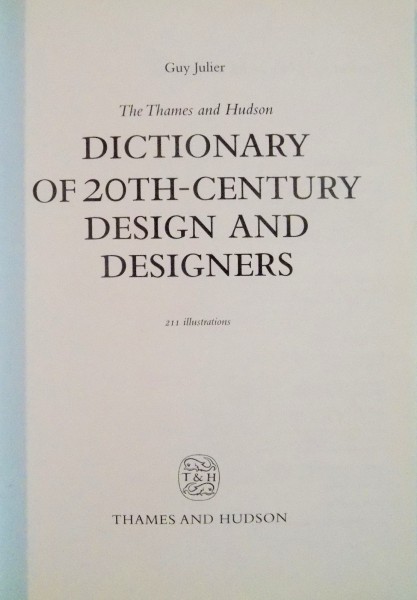 Guy Julier
The Thames and Hudson
DICTIONARY
OF 20TH-CENTURY
DESIGN AND
DESIGNERS
211 illustrations
T & H
THAMES AND HUDSON